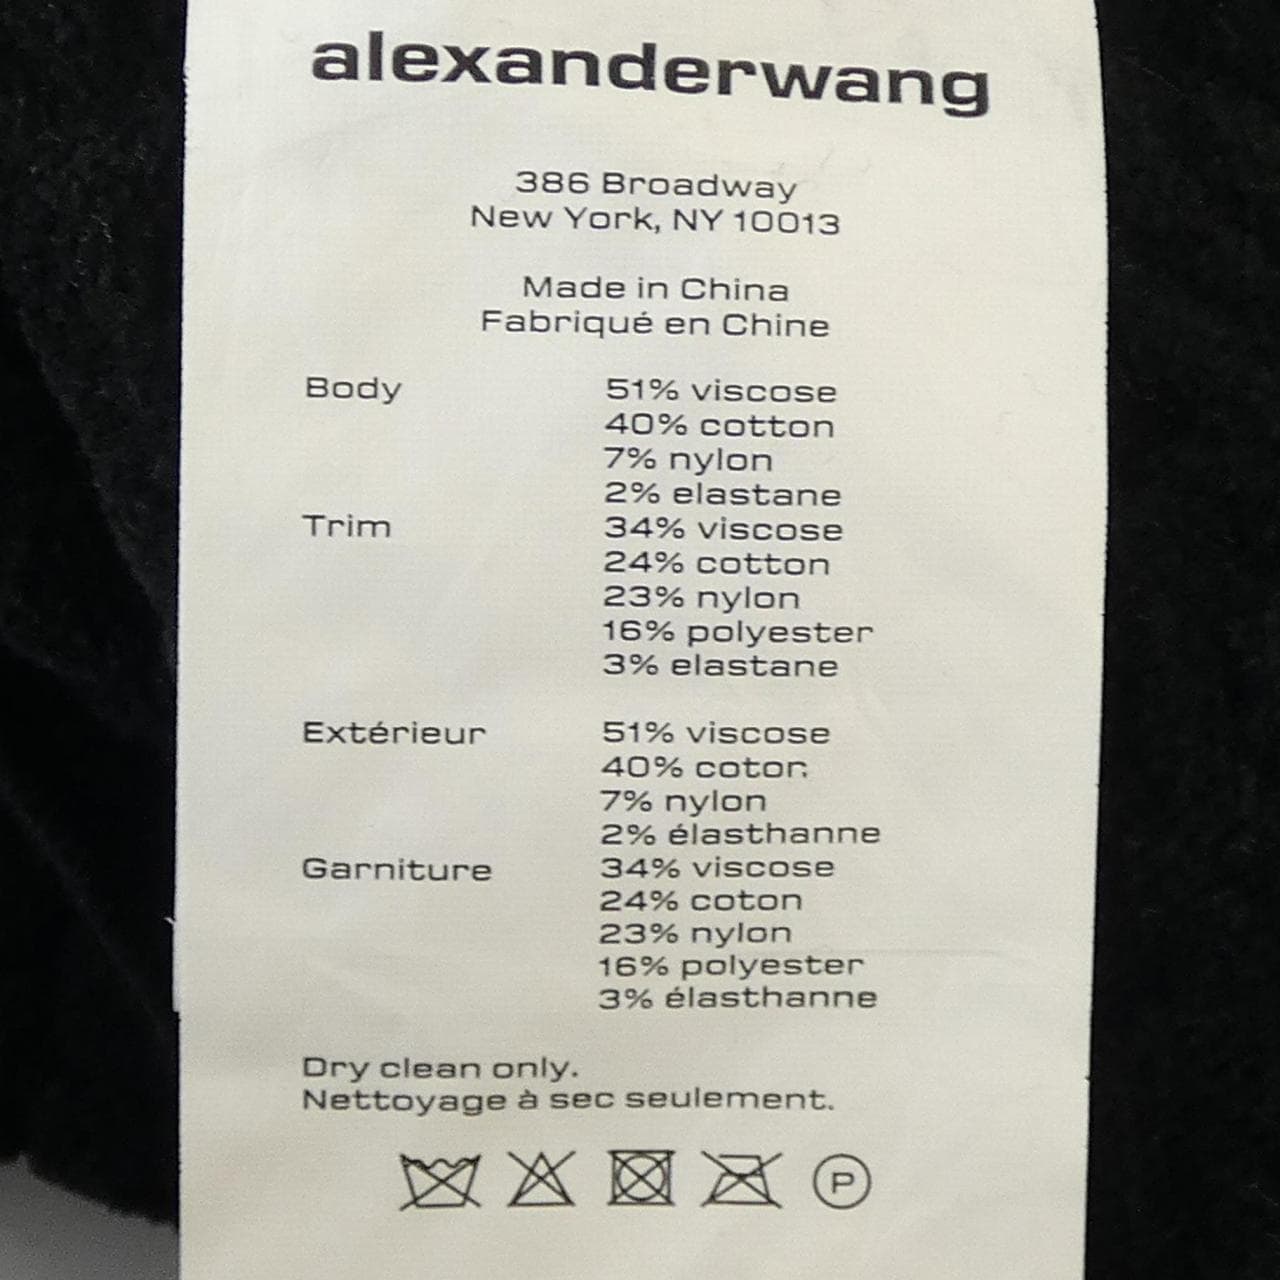 alexanderwang
386 Broadway
New York, NY 10013
Made in China
Fabriqué en Chine
Body 51% viscose
40% cotton
7% nylon
2% elastane
Trim 34% viscose
24% cotton
23% nylon
16% polyester
3% elastane
Extérieur 51% viscose
40% coton
7% nylon
2% élasthanne
Garniture 34% viscose
24% coton
23% nylon
16% polyester
3% élasthanne
Dry clean only.
Nettoyage à sec seulement.
P